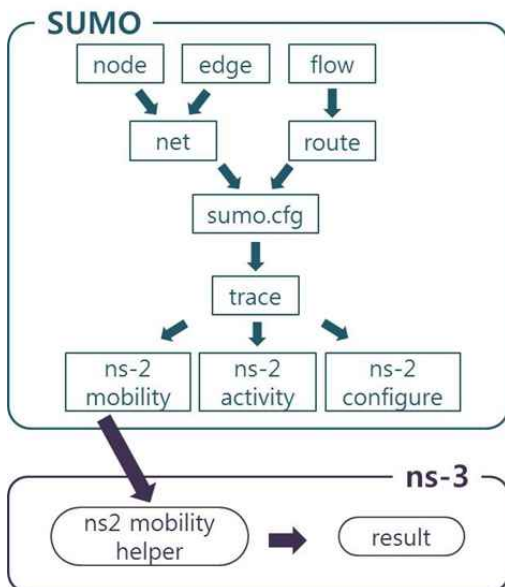 SUMO
node
edge
flow
net
route
sumo.cfg
trace
ns-2
mobility
ns-2
activity
ns-2
configure
ns-3
ns2 mobility
helper
result